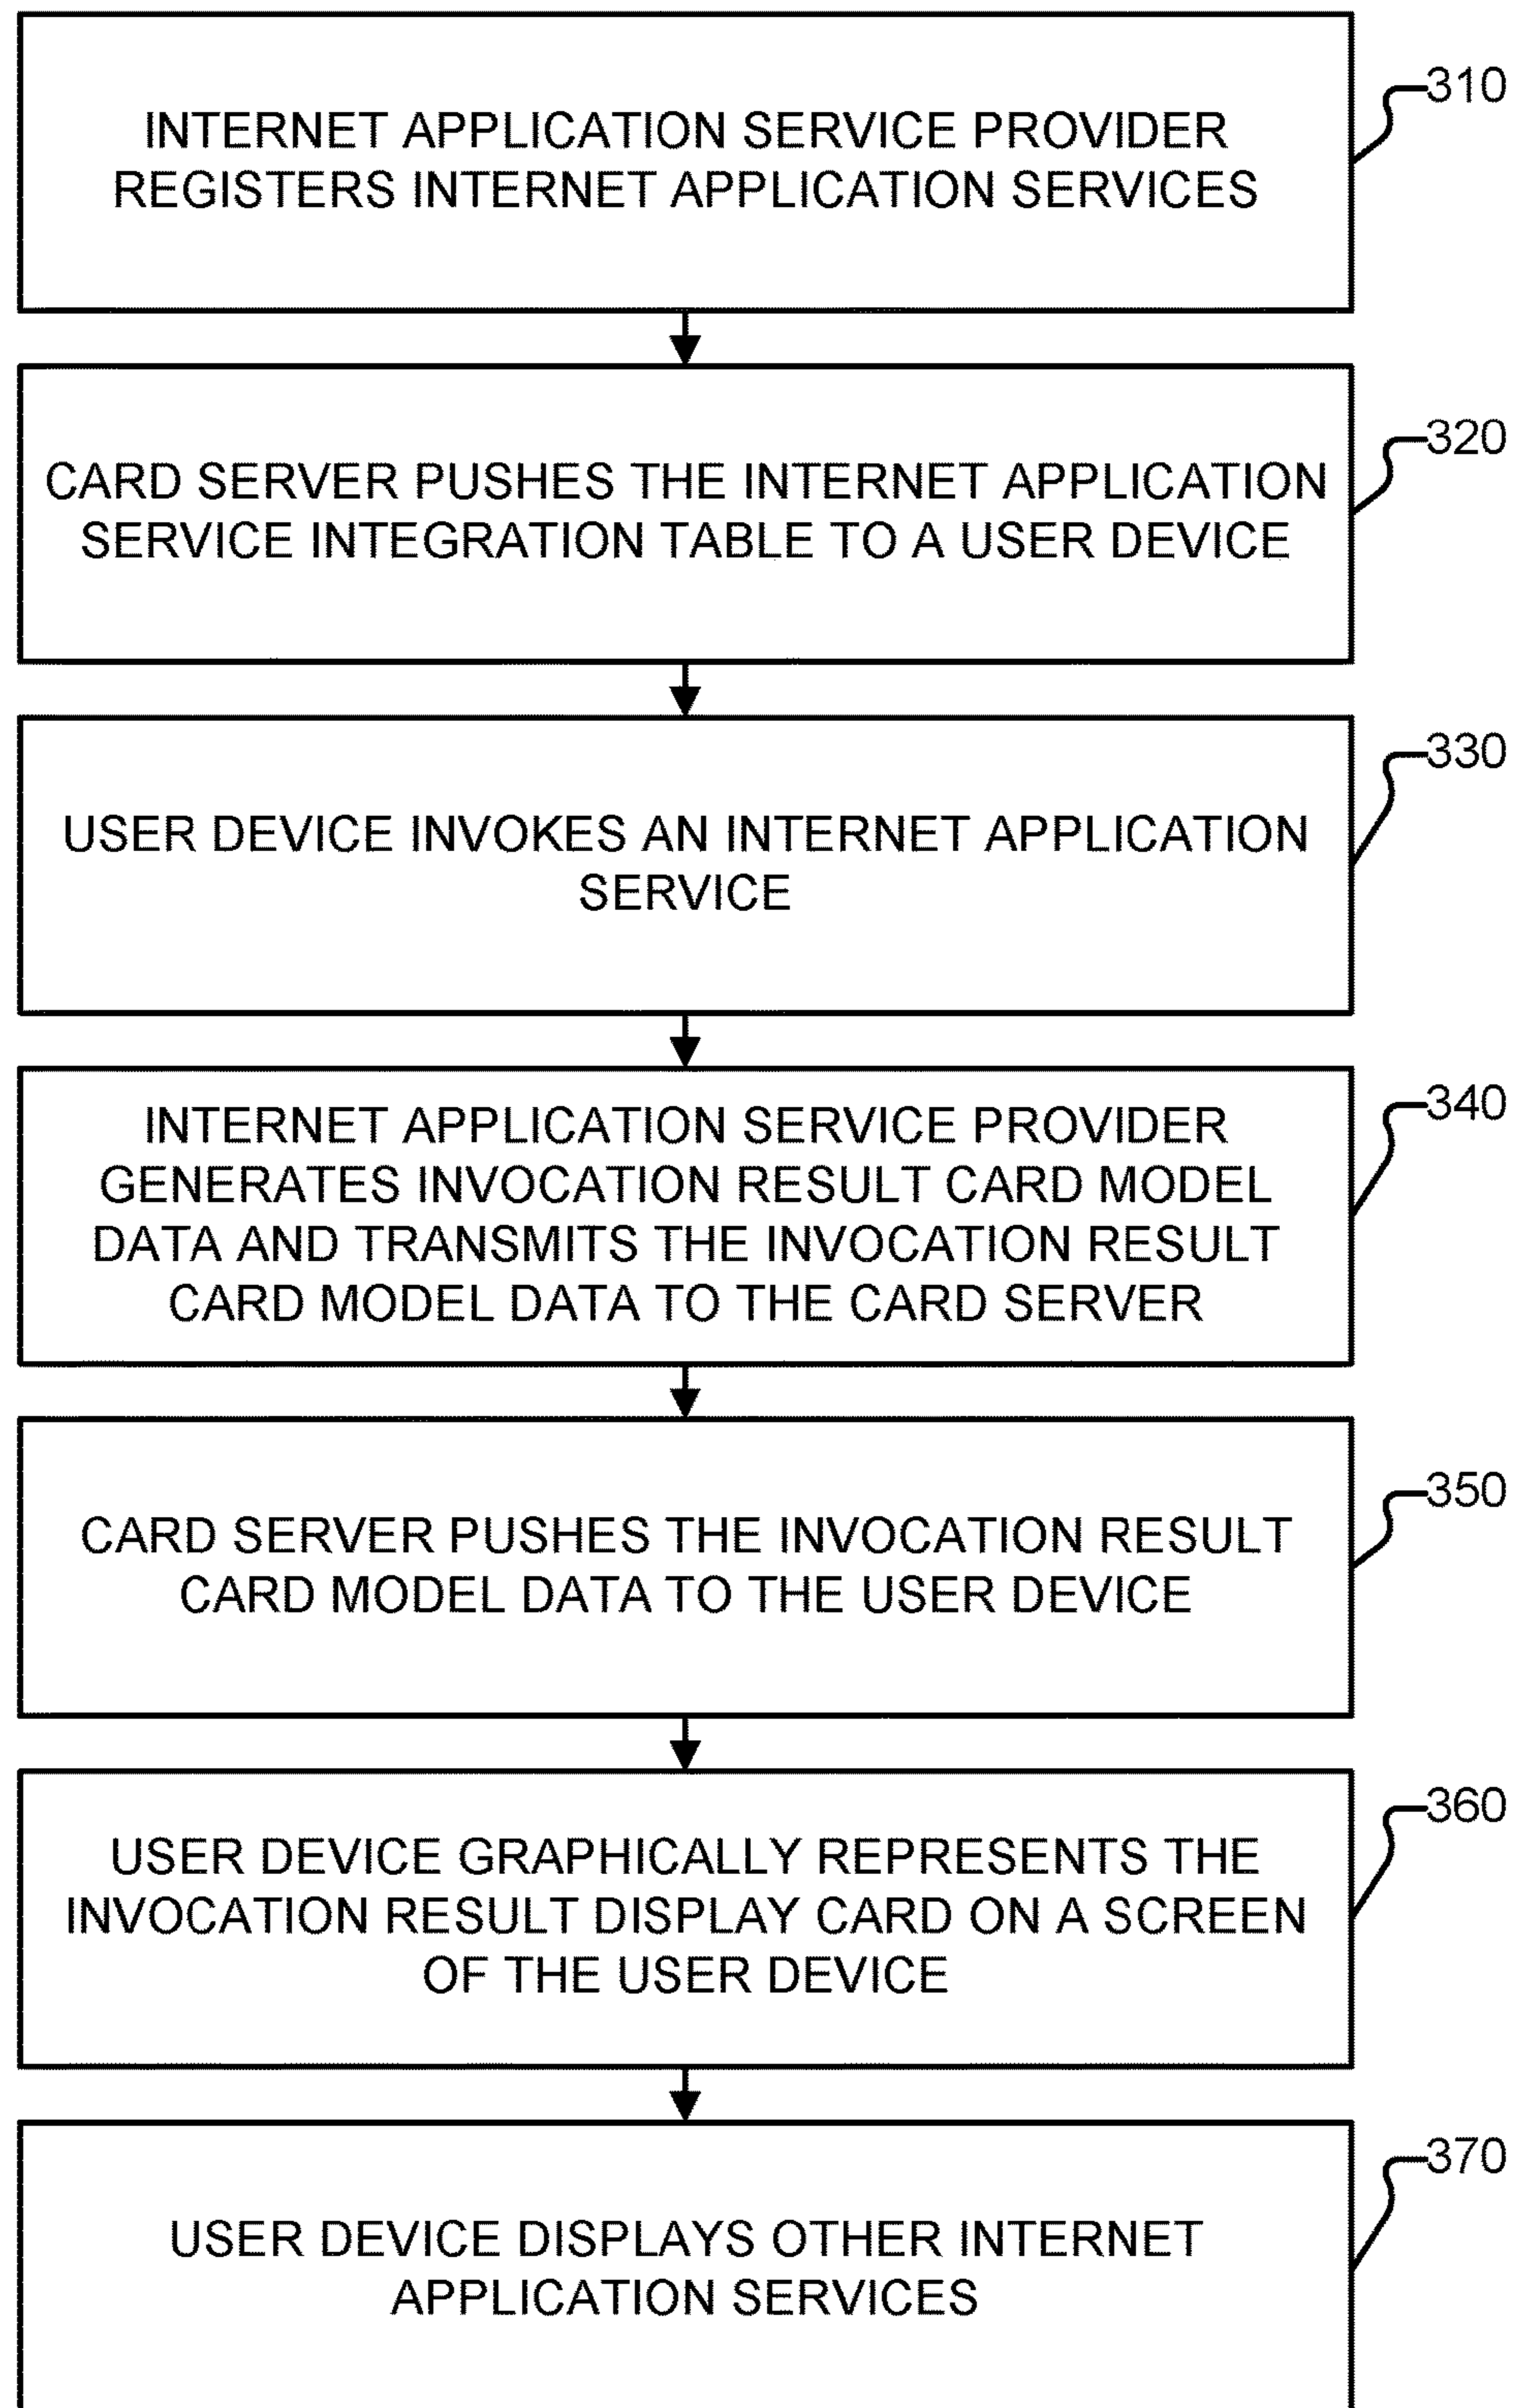 INTERNET APPLICATION SERVICE PROVIDER
REGISTERS INTERNET APPLICATION SERVICES
310
CARD SERVER PUSHES THE INTERNET APPLICATION
SERVICE INTEGRATION TABLE TO A USER DEVICE
320
USER DEVICE INVOKES AN INTERNET APPLICATION
SERVICE
330
INTERNET APPLICATION SERVICE PROVIDER
GENERATES INVOCATION RESULT CARD MODEL
DATA AND TRANSMITS THE INVOCATION RESULT
CARD MODEL DATA TO THE CARD SERVER
340
CARD SERVER PUSHES THE INVOCATION RESULT
CARD MODEL DATA TO THE USER DEVICE
350
USER DEVICE GRAPHICALLY REPRESENTS THE
INVOCATION RESULT DISPLAY CARD ON A SCREEN
OF THE USER DEVICE
360
USER DEVICE DISPLAYS OTHER INTERNET
APPLICATION SERVICES
370